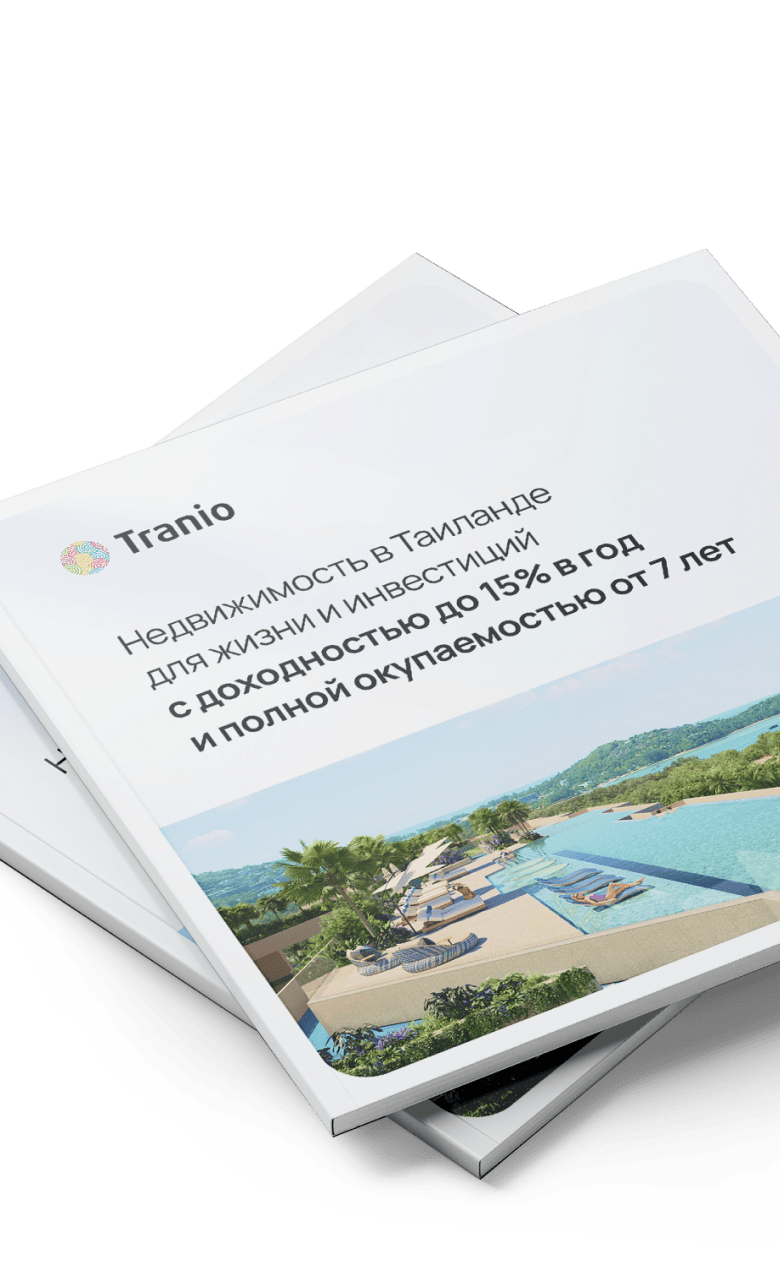 Tranio
Недвижимость в Таиланде
для жизни и инвестиций
с доходностью до 15% в год
и полной окупаемостью от 7 лет
Н